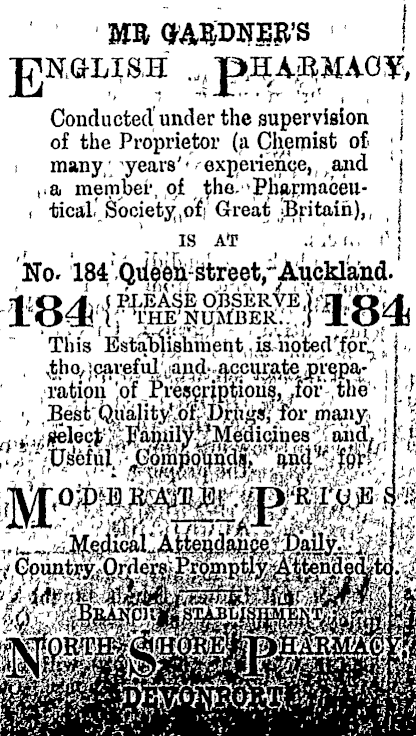 MR GARDNER'S
ENGLISH PHARMACY,
Conducted under the supervision
of the Proprietor (a Chemist of
many years' experience, and
a member of the Pharmaceu-
tical Society of Great Britain),
IS AT
No. 184 Queen-street, Auckland.
184 { PLEASE OBSERVE THE NUMBER. } 184
This Establishment is noted for
the careful and accurate prepa-
ration of Prescriptions, for the
Best Quality of Drugs, for many
select Family Medicines and
Useful Compounds, and for
MODERATE PRICES
Medical Attendance Daily.
Country Orders Promptly Attended to.
BRANCH ESTABLISHMENT
NORTH SHORE PHARMACY
DEVONPORT